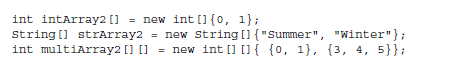 int intArray2[] = new int[]{0, 1};
String[] strArray2 = new String[]{"Summer", "Winter"};
int multiArray2[][] = new int[][]{ {0, 1}, {3, 4, 5}};